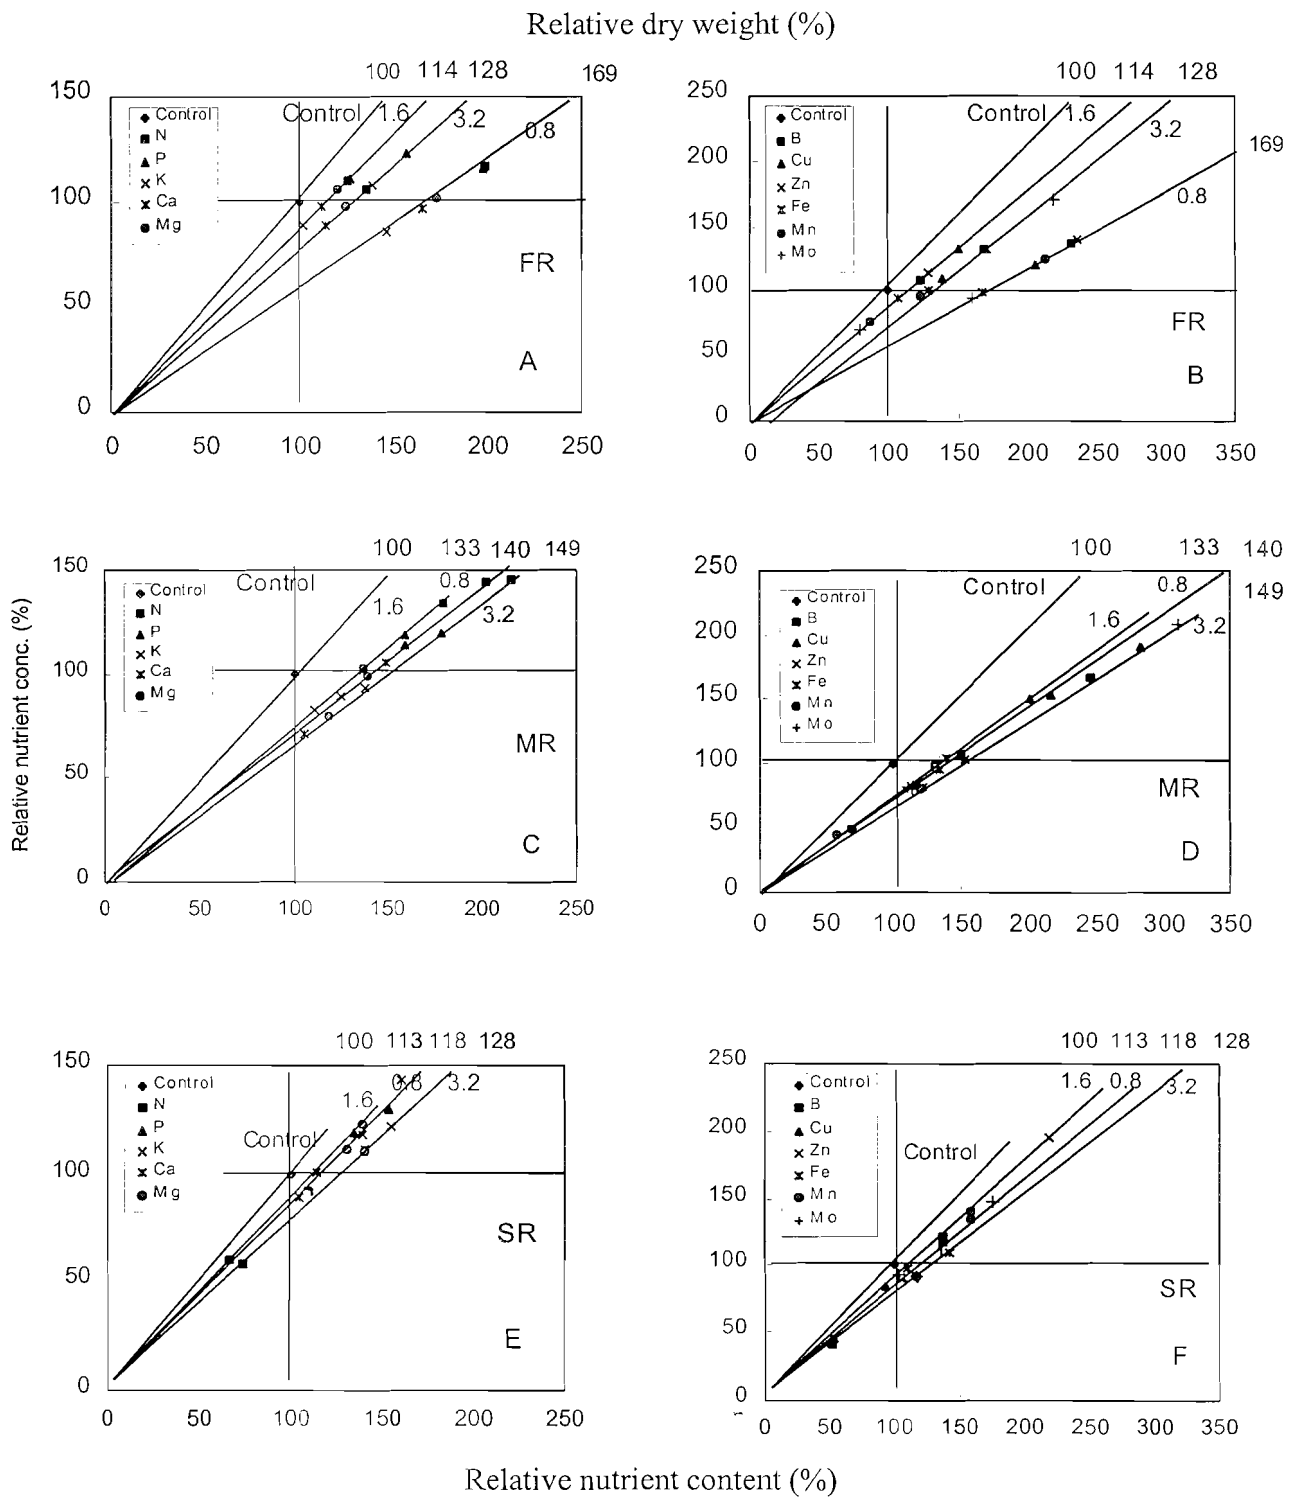 Relative dry weight (%)
100 114 128 169
150
Control 1.6 3.2 0.8
Control
N
P
K
Ca
Mg
100
50
0
FR
A
0 50 100 150 200 250
100 114 128
169
250
Control 1.6 3.2 0.8
Control
B
Cu
Zn
Fe
Mn
Mo
200
150
100
50
0
FR
B
0 50 100 150 200 250 300 350
Relative nutrient conc. (%)
100 133 140 149
150
Control 0.8 1.6 3.2
Control
N
P
K
Ca
Mg
100
50
0
MR
C
0 50 100 150 200 250
100 133 140
149
250
Control 0.8 1.6 3.2
Control
B
Cu
Zn
Fe
Mn
Mo
200
150
100
50
0
MR
D
0 50 100 150 200 250 300 350
100 113 118 128
150
Control 1.6 0.8 3.2
Control
N
P
K
Ca
Mg
100
50
0
SR
E
0 50 100 150 200 250
100 113 118 128
250
Control 1.6 0.8 3.2
Control
B
Cu
Zn
Fe
Mn
Mo
200
150
100
50
0
SR
F
0 50 100 150 200 250 300 350
Relative nutrient content (%)